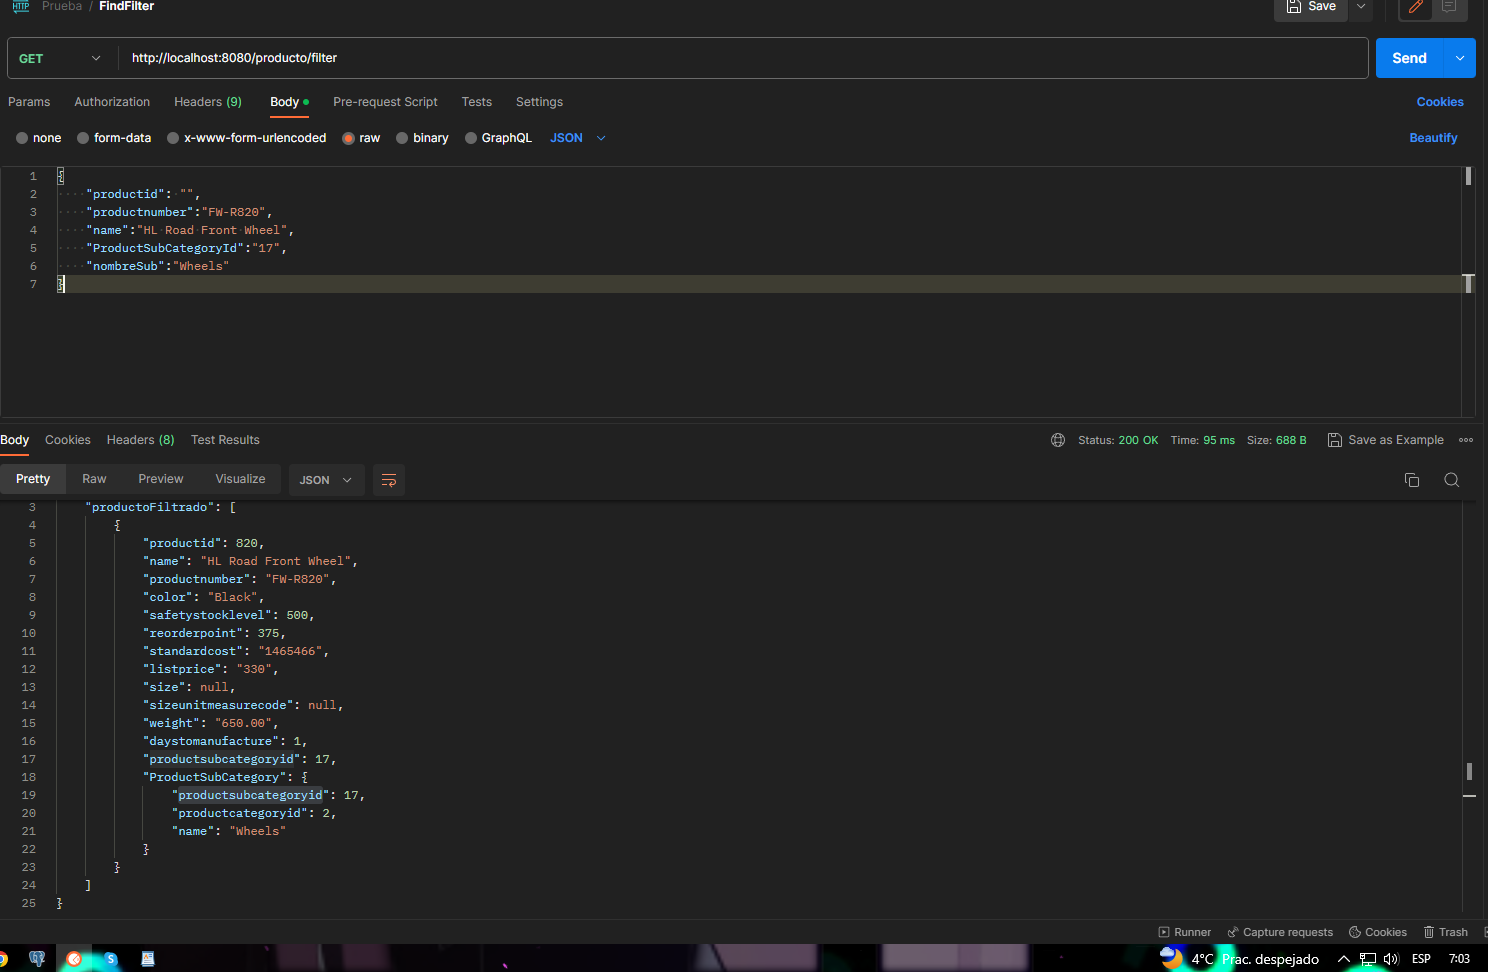 HTTP Prueba / FindFilter Save
GET http://localhost:8080/producto/filter Send
Params Authorization Headers (9) Body Pre-request Script Tests Settings Cookies
none form-data x-www-form-urlencoded raw binary GraphQL JSON Beautify
1 {
2 "productid": "",
3 "productnumber":"FW-R820",
4 "name":"HL Road Front Wheel",
5 "ProductSubCategoryId":"17",
6 "nombreSub":"Wheels"
7 }
Body Cookies Headers (8) Test Results Status: 200 OK Time: 95 ms Size: 688 B Save as Example
Pretty Raw Preview Visualize JSON
3 "productoFiltrado": [
4 {
5 "productid": 820,
6 "name": "HL Road Front Wheel",
7 "productnumber": "FW-R820",
8 "color": "Black",
9 "safetystocklevel": 500,
10 "reorderpoint": 375,
11 "standardcost": "1465466",
12 "listprice": "330",
13 "size": null,
14 "sizeunitmeasurecode": null,
15 "weight": "650.00",
16 "daystomanufacture": 1,
17 "productsubcategoryid": 17,
18 "ProductSubCategory": {
19 "productsubcategoryid": 17,
20 "productcategoryid": 2,
21 "name": "Wheels"
22 }
23 }
24 ]
25 }
Runner Capture requests Cookies Trash
4°C Prac. despejado ESP 7:03